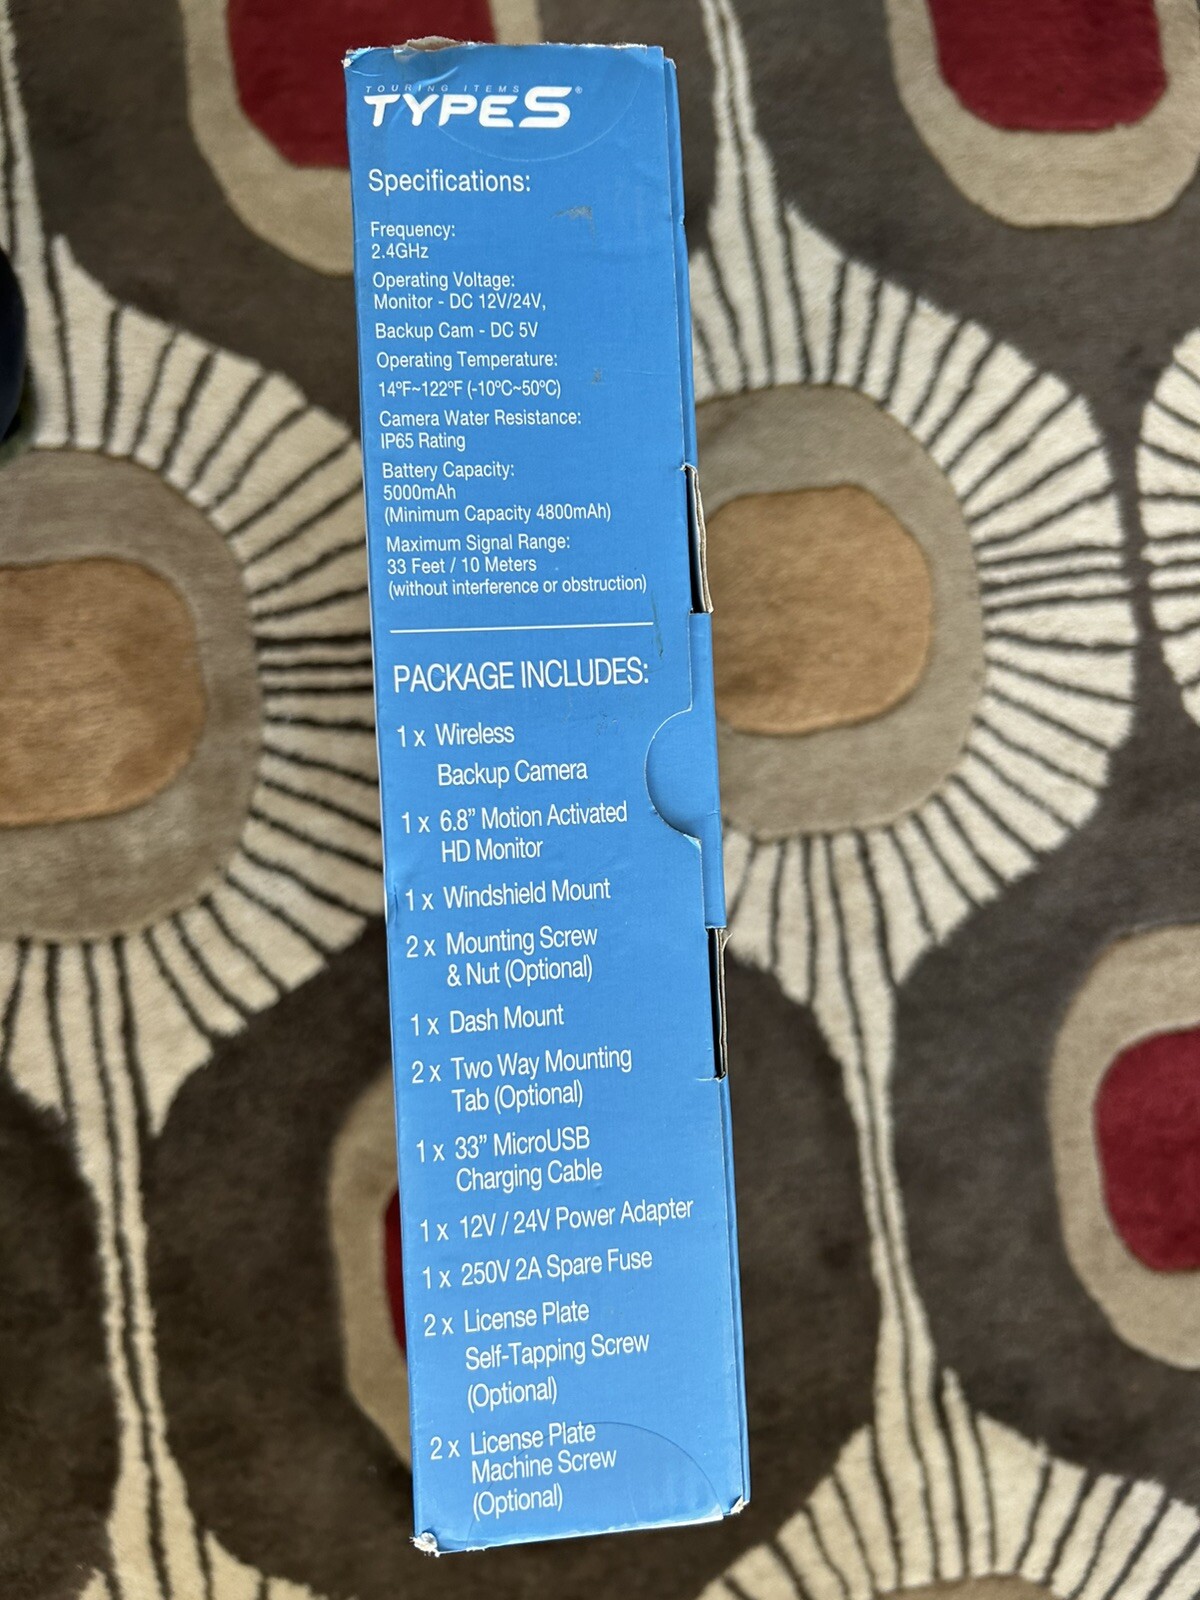 TOURING ITEMS
TYPE S®
Specifications:
Frequency:
2.4GHz
Operating Voltage:
Monitor - DC 12V/24V,
Backup Cam - DC 5V
Operating Temperature:
14ºF~122ºF (-10ºC~50ºC)
Camera Water Resistance:
IP65 Rating
Battery Capacity:
5000mAh
(Minimum Capacity 4800mAh)
Maximum Signal Range:
33 Feet / 10 Meters
(without interference or obstruction)
PACKAGE INCLUDES:
1 x Wireless
Backup Camera
1 x 6.8” Motion Activated
HD Monitor
1 x Windshield Mount
2 x Mounting Screw
& Nut (Optional)
1 x Dash Mount
2 x Two Way Mounting
Tab (Optional)
1 x 33” MicroUSB
Charging Cable
1 x 12V / 24V Power Adapter
1 x 250V 2A Spare Fuse
2 x License Plate
Self-Tapping Screw
(Optional)
2 x License Plate
Machine Screw
(Optional)